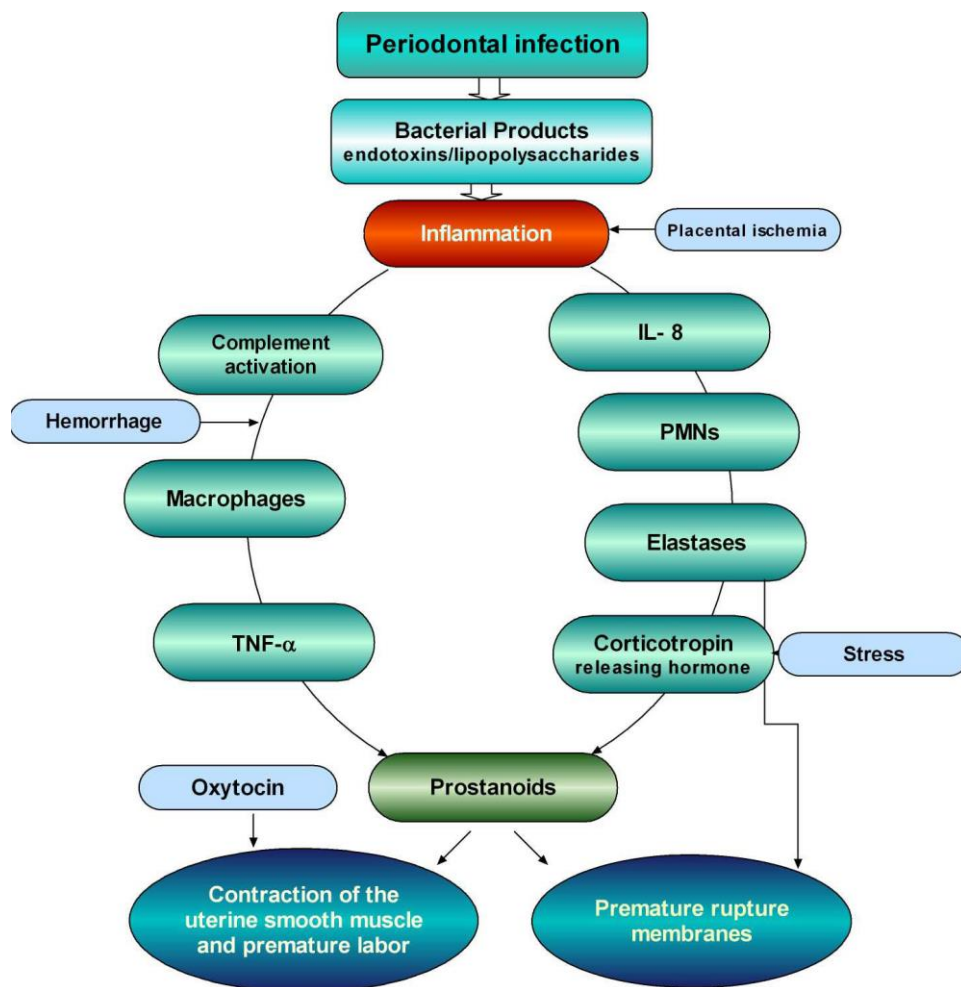 Periodontal infection
Bacterial Products
endotoxins/lipopolysaccharides
Inflammation
Placental ischemia
Complement
activation
IL- 8
Hemorrhage
PMNs
Macrophages
Elastases
TNF-α
Corticotropin
releasing hormone
Stress
Oxytocin
Prostanoids
Contraction of the
uterine smooth muscle
and premature labor
Premature rupture
membranes